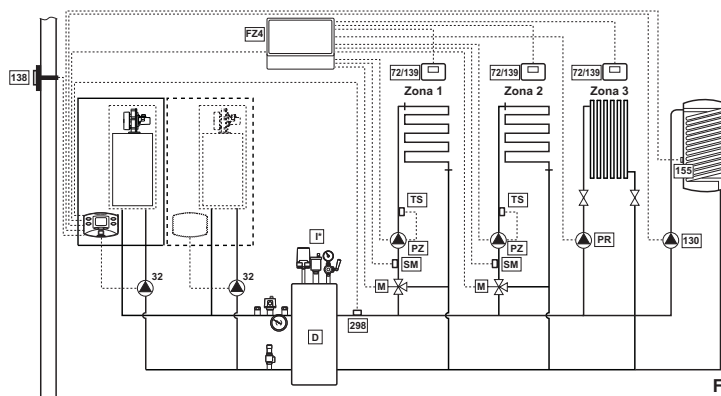 FZ4
138
72/139
72/139
72/139
Zona 1
Zona 2
Zona 3
155
TS
TS
I*
PZ
PZ
PR
130
SM
SM
32
32
M
M
298
D
F